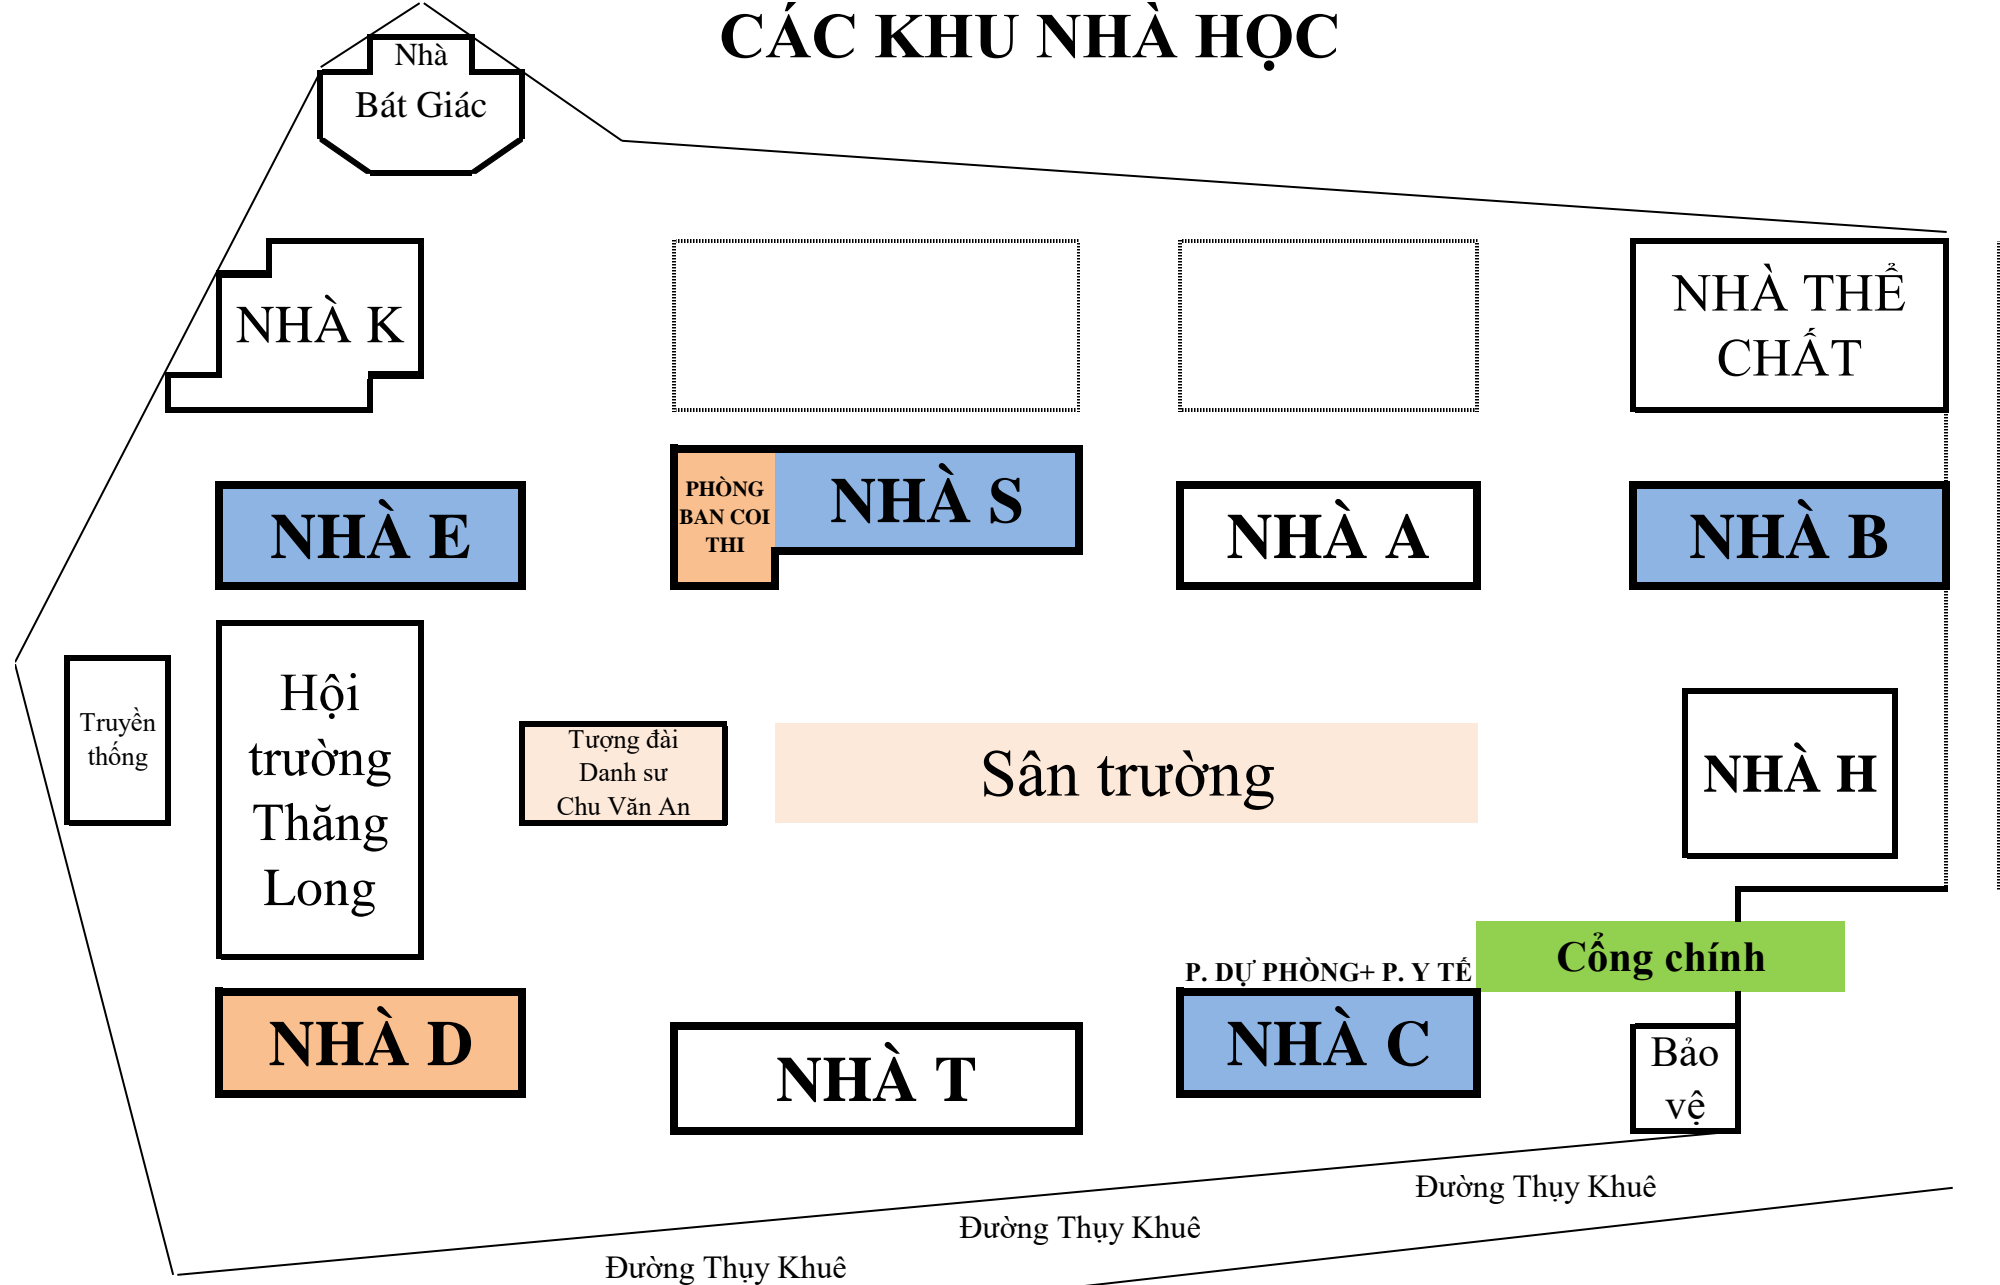 CÁC KHU NHÀ HỌC
Nhà
Bát Giác
NHÀ K
NHÀ THỂ
CHẤT
NHÀ E
PHÒNG
BAN COI
THI
NHÀ S
NHÀ A
NHÀ B
Truyền
thống
Hội
trường
Thăng
Long
Tượng đài
Danh sư
Chu Văn An
Sân trường
NHÀ H
Cổng chính
P. DỰ PHÒNG+ P. Y TẾ
NHÀ D
NHÀ T
NHÀ C
Bảo
vệ
Đường Thụy Khuê
Đường Thụy Khuê
Đường Thụy Khuê